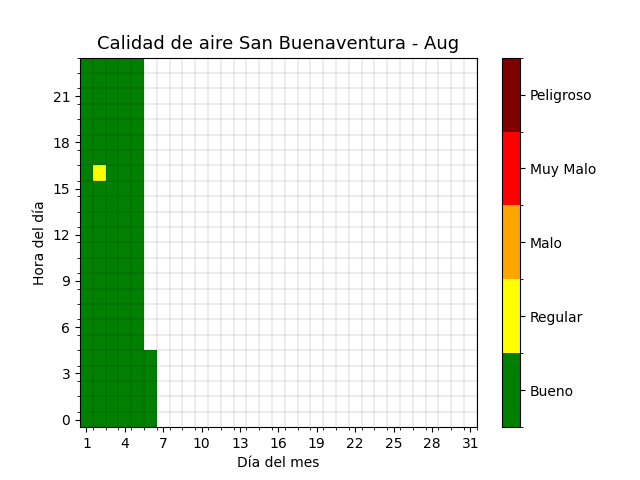 Calidad de aire San Buenaventura - Aug
Hora del día
21
18
15
12
9
6
3
0
1 4 7 10 13 16 19 22 25 28 31
Día del mes
Peligroso
Muy Malo
Malo
Regular
Bueno